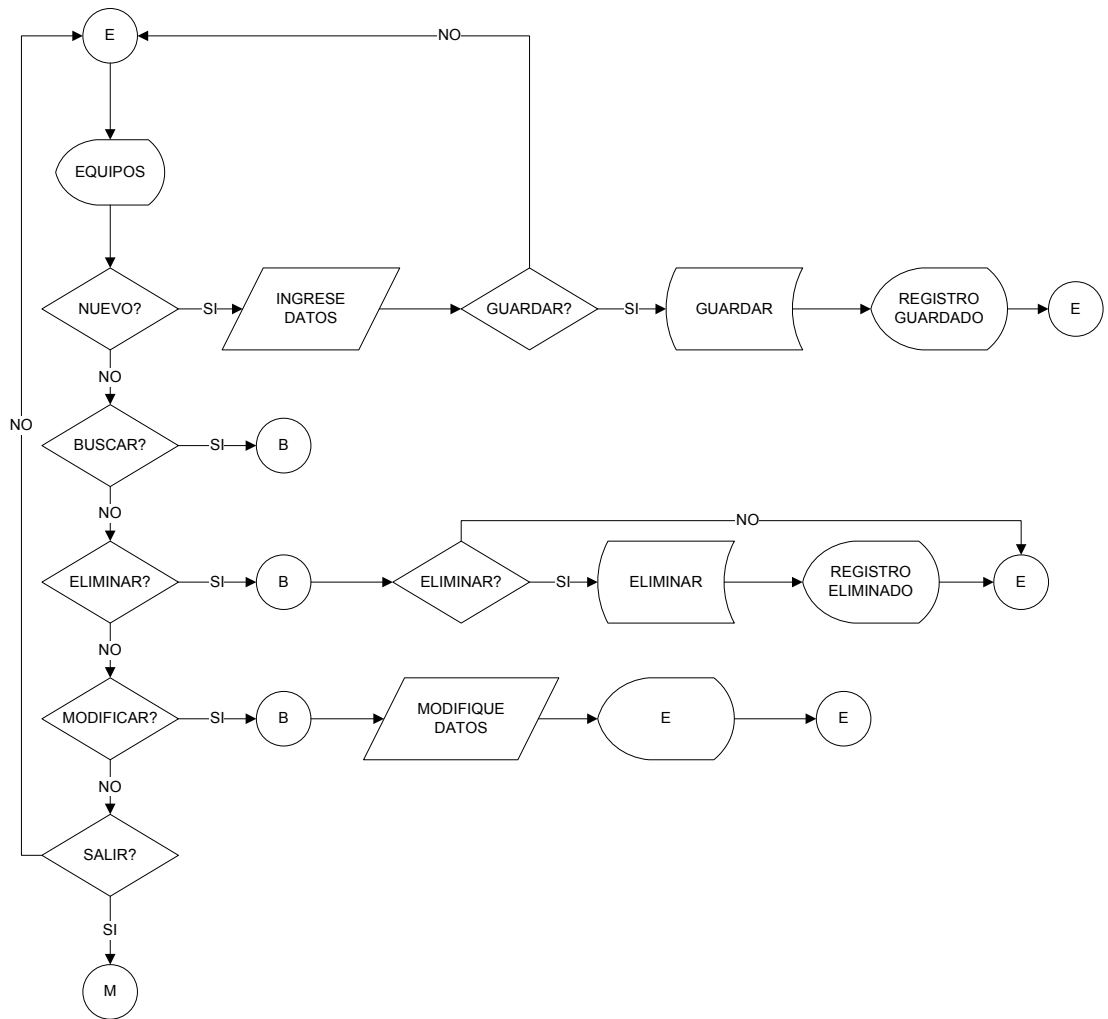 E
NO
EQUIPOS
NUEVO?
SI
INGRESE
DATOS
GUARDAR?
SI
GUARDAR
REGISTRO
GUARDADO
E
NO
NO
BUSCAR?
SI
B
NO
NO
ELIMINAR?
SI
B
ELIMINAR?
SI
ELIMINAR
REGISTRO
ELIMINADO
E
NO
MODIFICAR?
SI
B
MODIFIQUE
DATOS
E
E
NO
SALIR?
SI
M